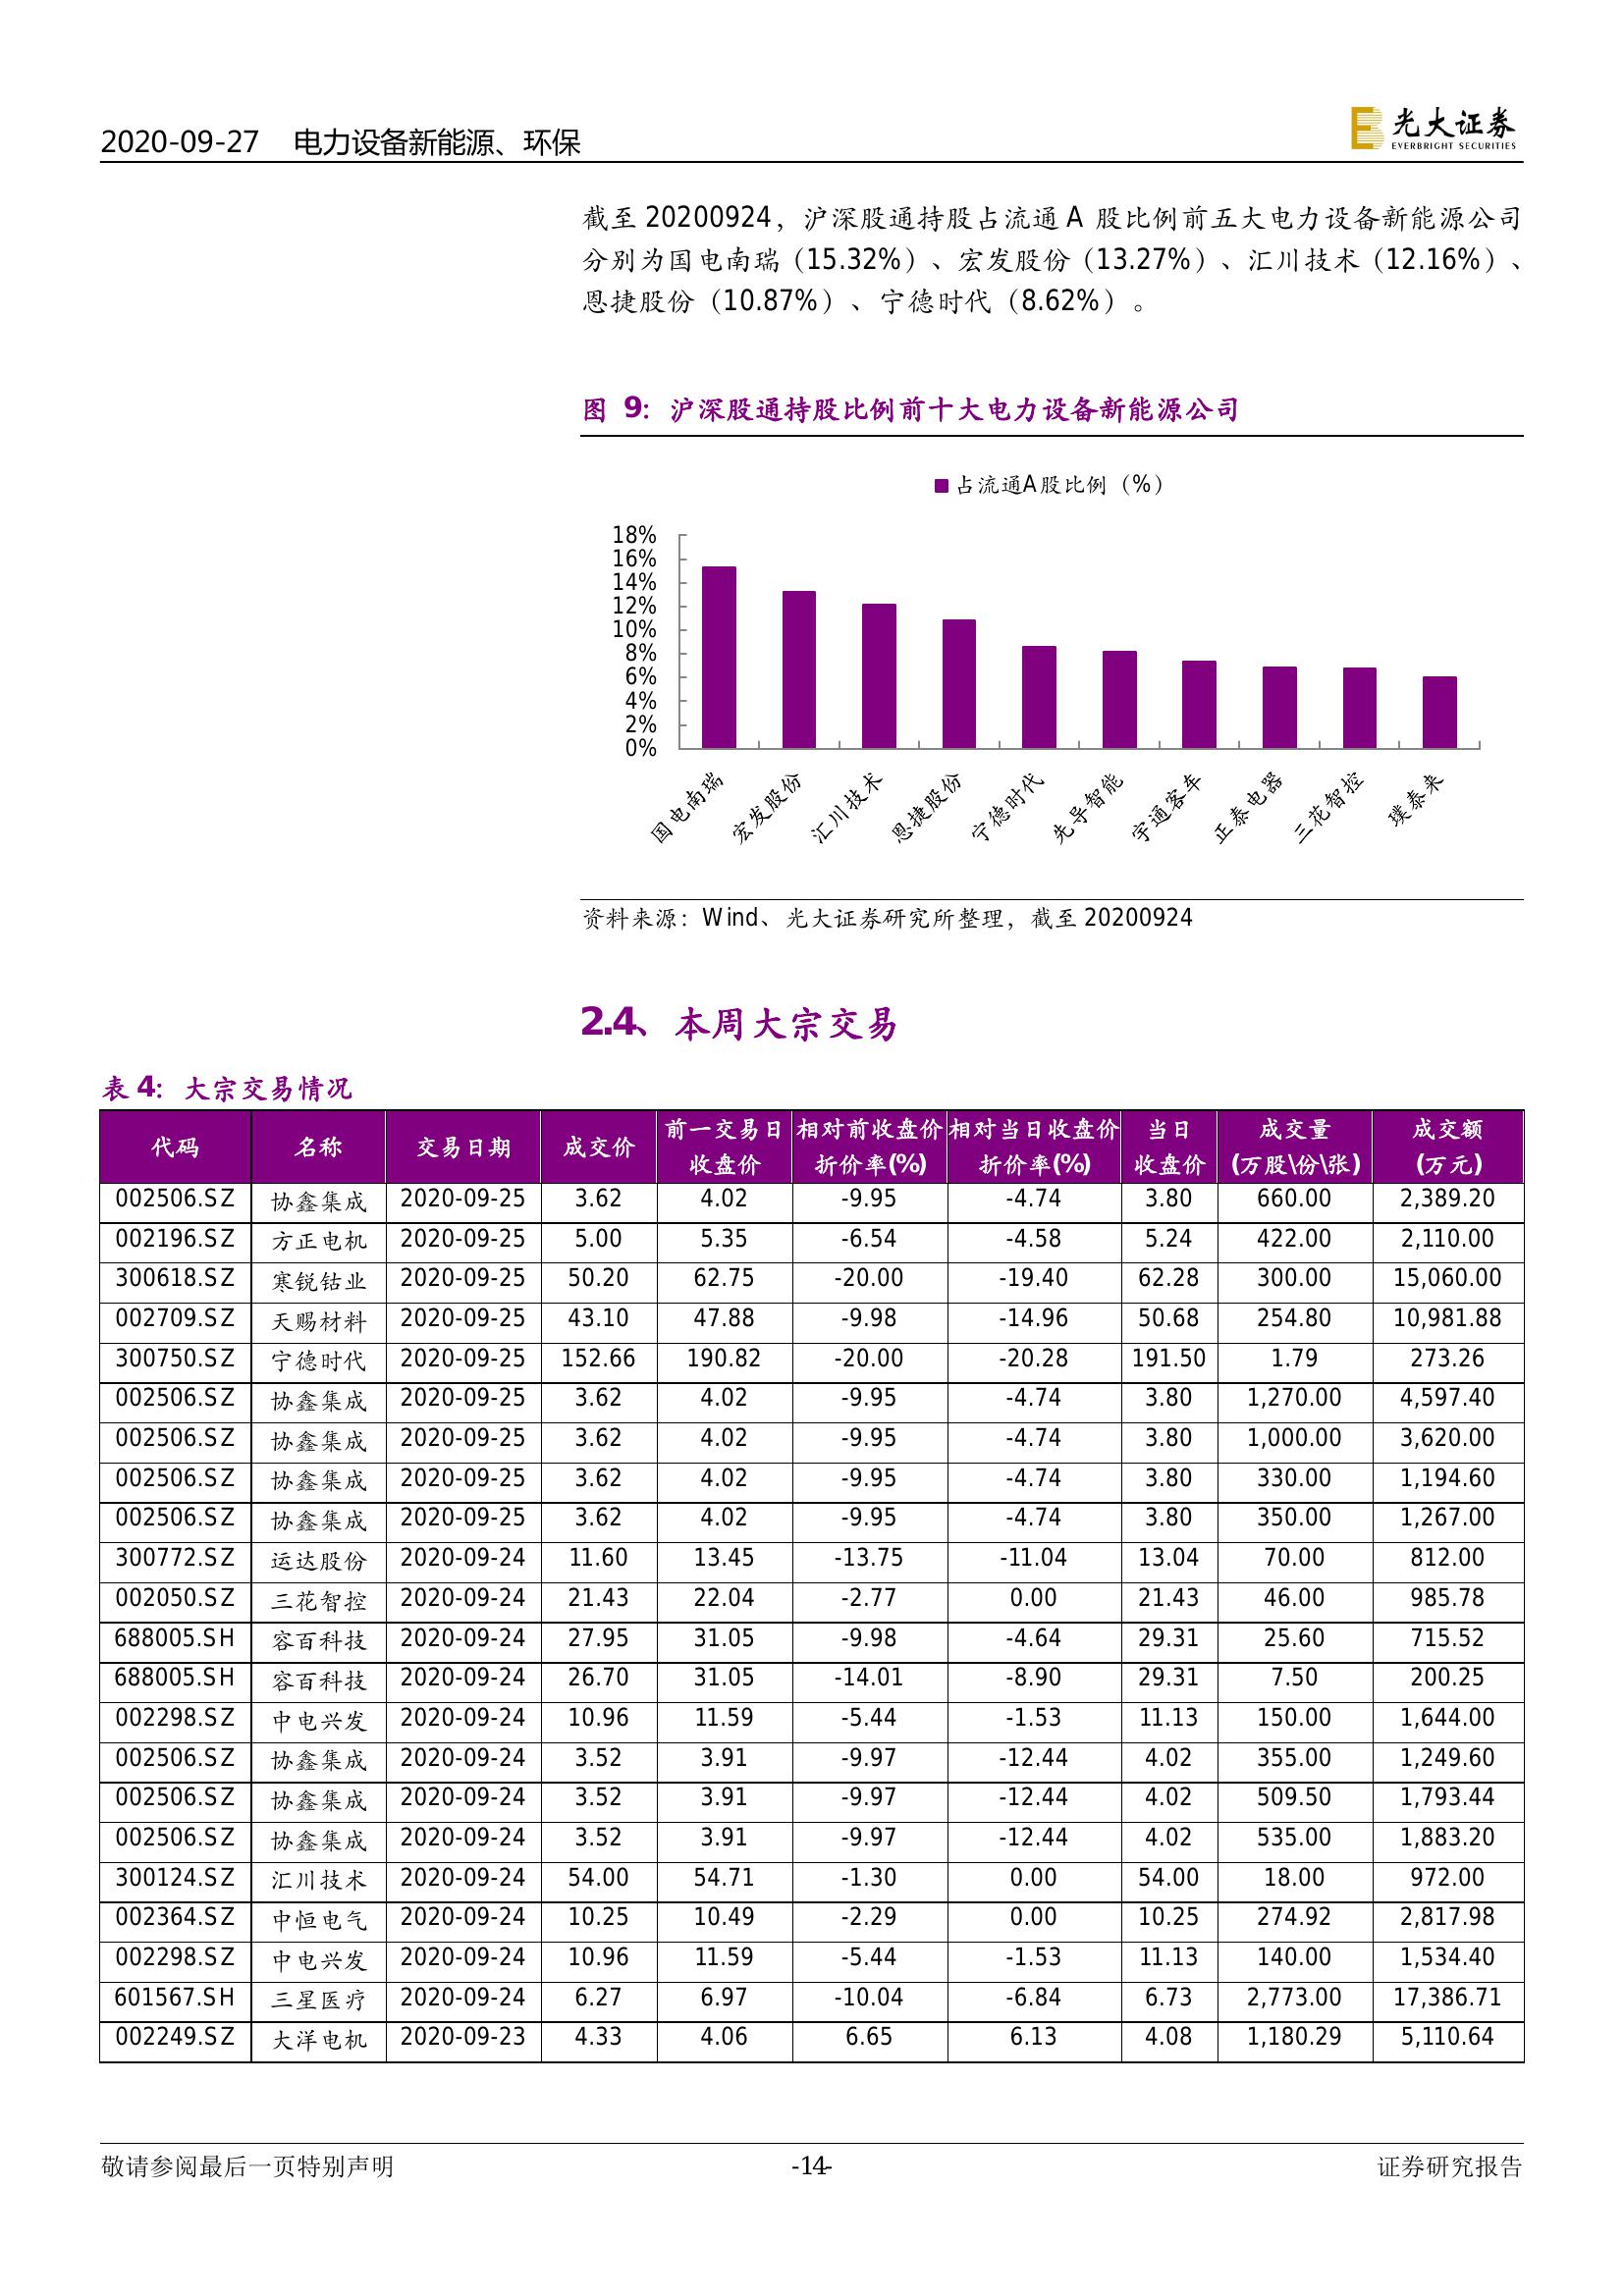 2020-09-27 电力设备新能源、环保
光大证券
EVERBRIGHT SECURITIES
截至 20200924，沪深股通持股占流通 A 股比例前五大电力设备新能源公司
分别为国电南瑞（15.32%）、宏发股份（13.27%）、汇川技术（12.16%）、
恩捷股份（10.87%）、宁德时代（8.62%）。
图 9：沪深股通持股比例前十大电力设备新能源公司
占流通A股比例（%）
18%
16%
14%
12%
10%
8%
6%
4%
2%
0%
国电南瑞 宏发股份 汇川技术 恩捷股份 宁德时代 先导智能 宇通客车 正泰电器 三花智控 璞泰来
资料来源：Wind、光大证券研究所整理，截至 20200924
2.4、本周大宗交易
表 4：大宗交易情况
代码 名称 交易日期 成交价 前一交易日收盘价 相对前收盘价折价率(%) 相对当日收盘价折价率(%) 当日收盘价 成交量(万股\份\张) 成交额(万元)
002506.SZ 协鑫集成 2020-09-25 3.62 4.02 -9.95 -4.74 3.80 660.00 2,389.20
002196.SZ 方正电机 2020-09-25 5.00 5.35 -6.54 -4.58 5.24 422.00 2,110.00
300618.SZ 寒锐钴业 2020-09-25 50.20 62.75 -20.00 -19.40 62.28 300.00 15,060.00
002709.SZ 天赐材料 2020-09-25 43.10 47.88 -9.98 -14.96 50.68 254.80 10,981.88
300750.SZ 宁德时代 2020-09-25 152.66 190.82 -20.00 -20.28 191.50 1.79 273.26
002506.SZ 协鑫集成 2020-09-25 3.62 4.02 -9.95 -4.74 3.80 1,270.00 4,597.40
002506.SZ 协鑫集成 2020-09-25 3.62 4.02 -9.95 -4.74 3.80 1,000.00 3,620.00
002506.SZ 协鑫集成 2020-09-25 3.62 4.02 -9.95 -4.74 3.80 330.00 1,194.60
002506.SZ 协鑫集成 2020-09-25 3.62 4.02 -9.95 -4.74 3.80 350.00 1,267.00
300772.SZ 运达股份 2020-09-24 11.60 13.45 -13.75 -11.04 13.04 70.00 812.00
002050.SZ 三花智控 2020-09-24 21.43 22.04 -2.77 0.00 21.43 46.00 985.78
688005.SH 容百科技 2020-09-24 27.95 31.05 -9.98 -4.64 29.31 25.60 715.52
688005.SH 容百科技 2020-09-24 26.70 31.05 -14.01 -8.90 29.31 7.50 200.25
002298.SZ 中电兴发 2020-09-24 10.96 11.59 -5.44 -1.53 11.13 150.00 1,644.00
002506.SZ 协鑫集成 2020-09-24 3.52 3.91 -9.97 -12.44 4.02 355.00 1,249.60
002506.SZ 协鑫集成 2020-09-24 3.52 3.91 -9.97 -12.44 4.02 509.50 1,793.44
002506.SZ 协鑫集成 2020-09-24 3.52 3.91 -9.97 -12.44 4.02 535.00 1,883.20
300124.SZ 汇川技术 2020-09-24 54.00 54.71 -1.30 0.00 54.00 18.00 972.00
002364.SZ 中恒电气 2020-09-24 10.25 10.49 -2.29 0.00 10.25 274.92 2,817.98
002298.SZ 中电兴发 2020-09-24 10.96 11.59 -5.44 -1.53 11.13 140.00 1,534.40
601567.SH 三星医疗 2020-09-24 6.27 6.97 -10.04 -6.84 6.73 2,773.00 17,386.71
002249.SZ 大洋电机 2020-09-23 4.33 4.06 6.65 6.13 4.08 1,180.29 5,110.64
敬请参阅最后一页特别声明 -14- 证券研究报告